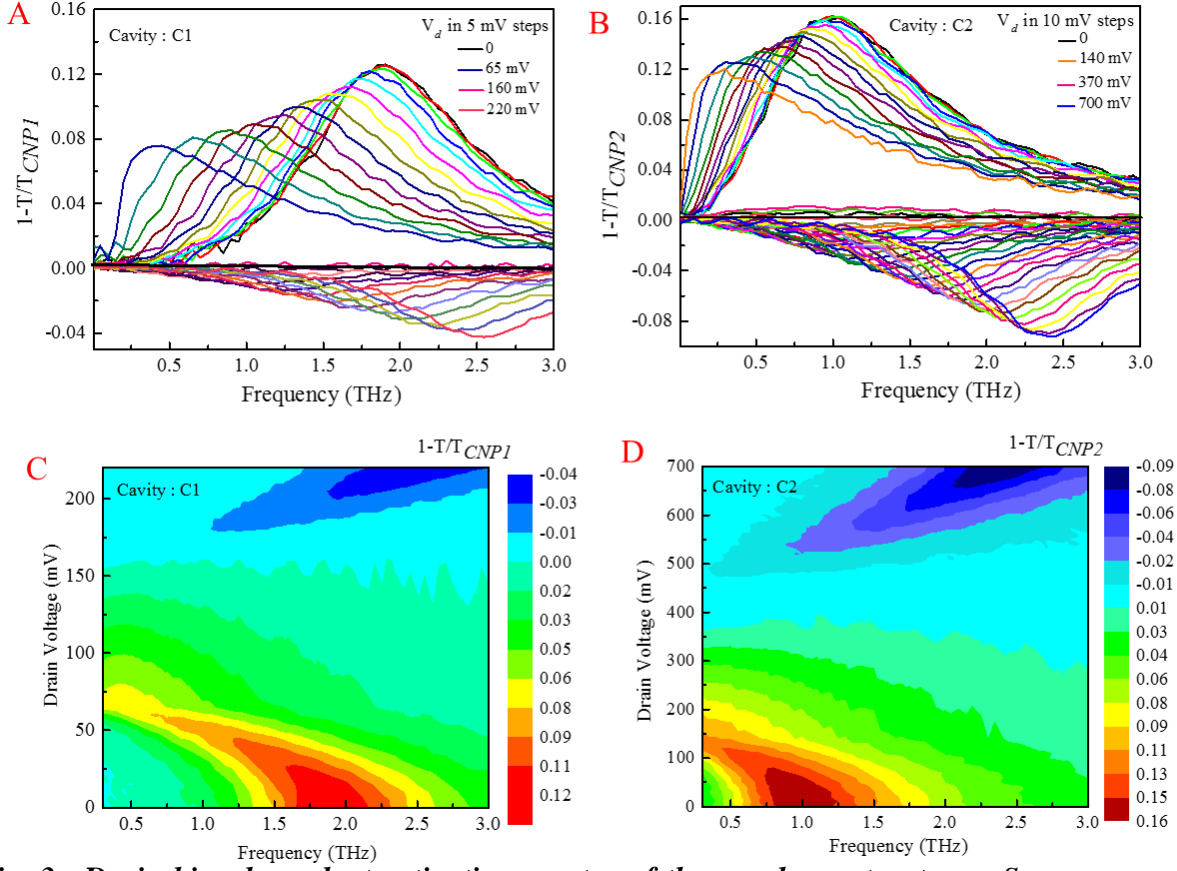 A
Cavity : C1
V_d in 5 mV steps
0
65 mV
160 mV
220 mV
0.16
0.12
0.08
0.04
0.00
-0.04
1-T/T_CNP1
0.5 1.0 1.5 2.0 2.5 3.0
Frequency (THz)
B
Cavity : C2
V_d in 10 mV steps
0
140 mV
370 mV
700 mV
0.16
0.12
0.08
0.04
0.00
-0.04
-0.08
1-T/T_CNP2
0.5 1.0 1.5 2.0 2.5 3.0
Frequency (THz)
C
1-T/T_CNP1
Cavity : C1
200
150
100
50
0
Drain Voltage (mV)
0.5 1.0 1.5 2.0 2.5 3.0
Frequency (THz)
-0.04
-0.03
-0.01
0.00
0.02
0.03
0.05
0.06
0.08
0.09
0.11
0.12
D
1-T/T_CNP2
Cavity : C2
700
600
500
400
300
200
100
0
Drain Voltage (mV)
0.5 1.0 1.5 2.0 2.5 3.0
Frequency (THz)
-0.09
-0.08
-0.06
-0.04
-0.02
-0.01
0.01
0.03
0.04
0.06
0.08
0.09
0.11
0.13
0.15
0.16